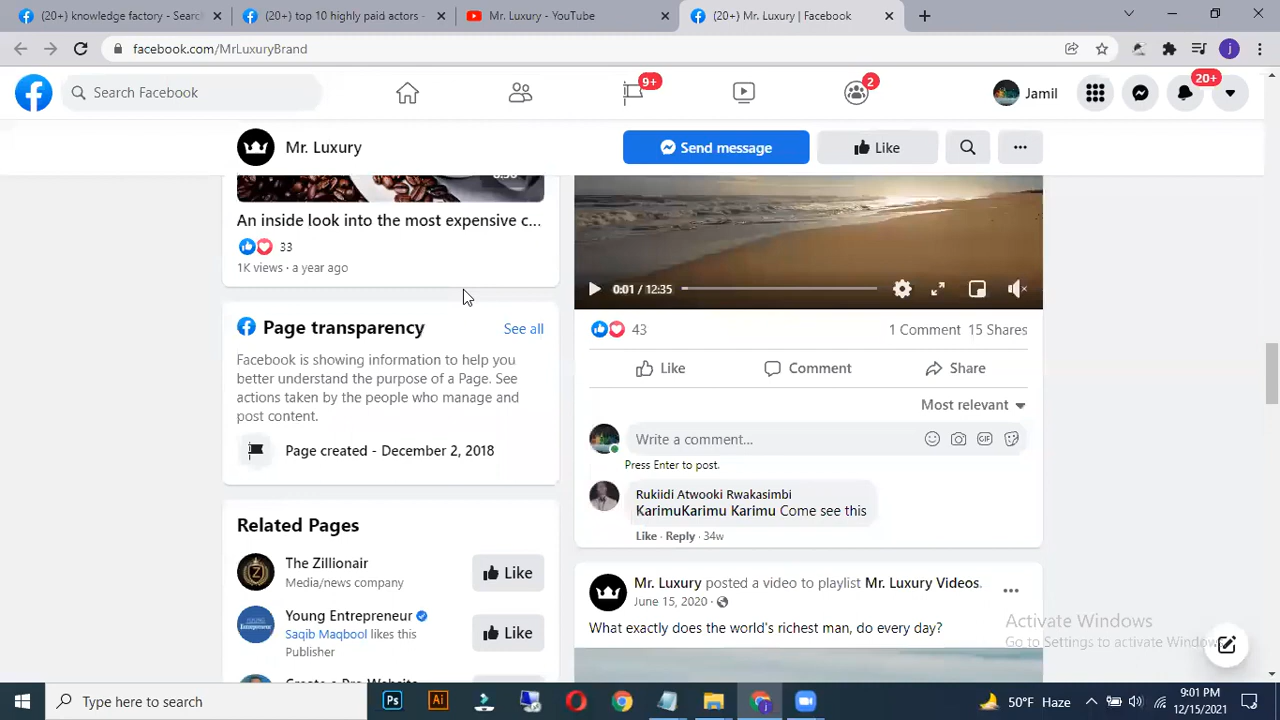 (20+) knowledge factory - Searc
(20+) top 10 highly paid actors -
Mr. Luxury - YouTube
(20+) Mr. Luxury | Facebook
facebook.com/MrLuxuryBrand
j
Search Facebook
9+
2
Jamil
20+
Mr. Luxury
Send message
Like
An inside look into the most expensive c...
33
1K views · a year ago
Page transparency
See all
Facebook is showing information to help you
better understand the purpose of a Page. See
actions taken by the people who manage and
post content.
Page created - December 2, 2018
Related Pages
The Zillionair
Media/news company
Like
Young Entrepreneur
Saqib Maqbool likes this
Publisher
Like
0:01 / 12:35
43
1 Comment 15 Shares
Like
Comment
Share
Most relevant
Write a comment...
GIF
Press Enter to post.
Rukiidi Atwooki Rwakasimbi
KarimuKarimu Karimu Come see this
Like · Reply · 34w
Mr. Luxury posted a video to playlist Mr. Luxury Videos.
June 15, 2020 ·
What exactly does the world's richest man, do every day?
Activate Windows
Go to Settings to activate Windows
Type here to search
Ps
Ai
50°F Haze
9:01 PM
12/15/2021